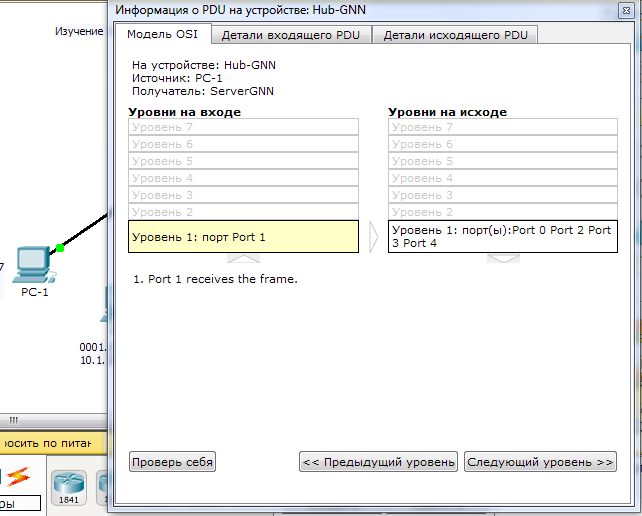 Информация о PDU на устройстве: Hub-GNN
Изучение
Модель OSI
Детали входящего PDU
Детали исходящего PDU
На устройстве: Hub-GNN
Источник: PC-1
Получатель: ServerGNN
Уровни на входе
Уровни на исходе
Уровень 7
Уровень 7
Уровень 6
Уровень 6
Уровень 5
Уровень 5
Уровень 4
Уровень 4
Уровень 3
Уровень 3
Уровень 2
Уровень 2
Уровень 1: порт Port 1
Уровень 1: порт(ы):Port 0 Port 2 Port
3 Port 4
1. Port 1 receives the frame.
7
PC-1
0001.
10.1.
Проверь себя
<< Предыдущий уровень
Следующий уровень >>
росить по питан
1841
1
ры